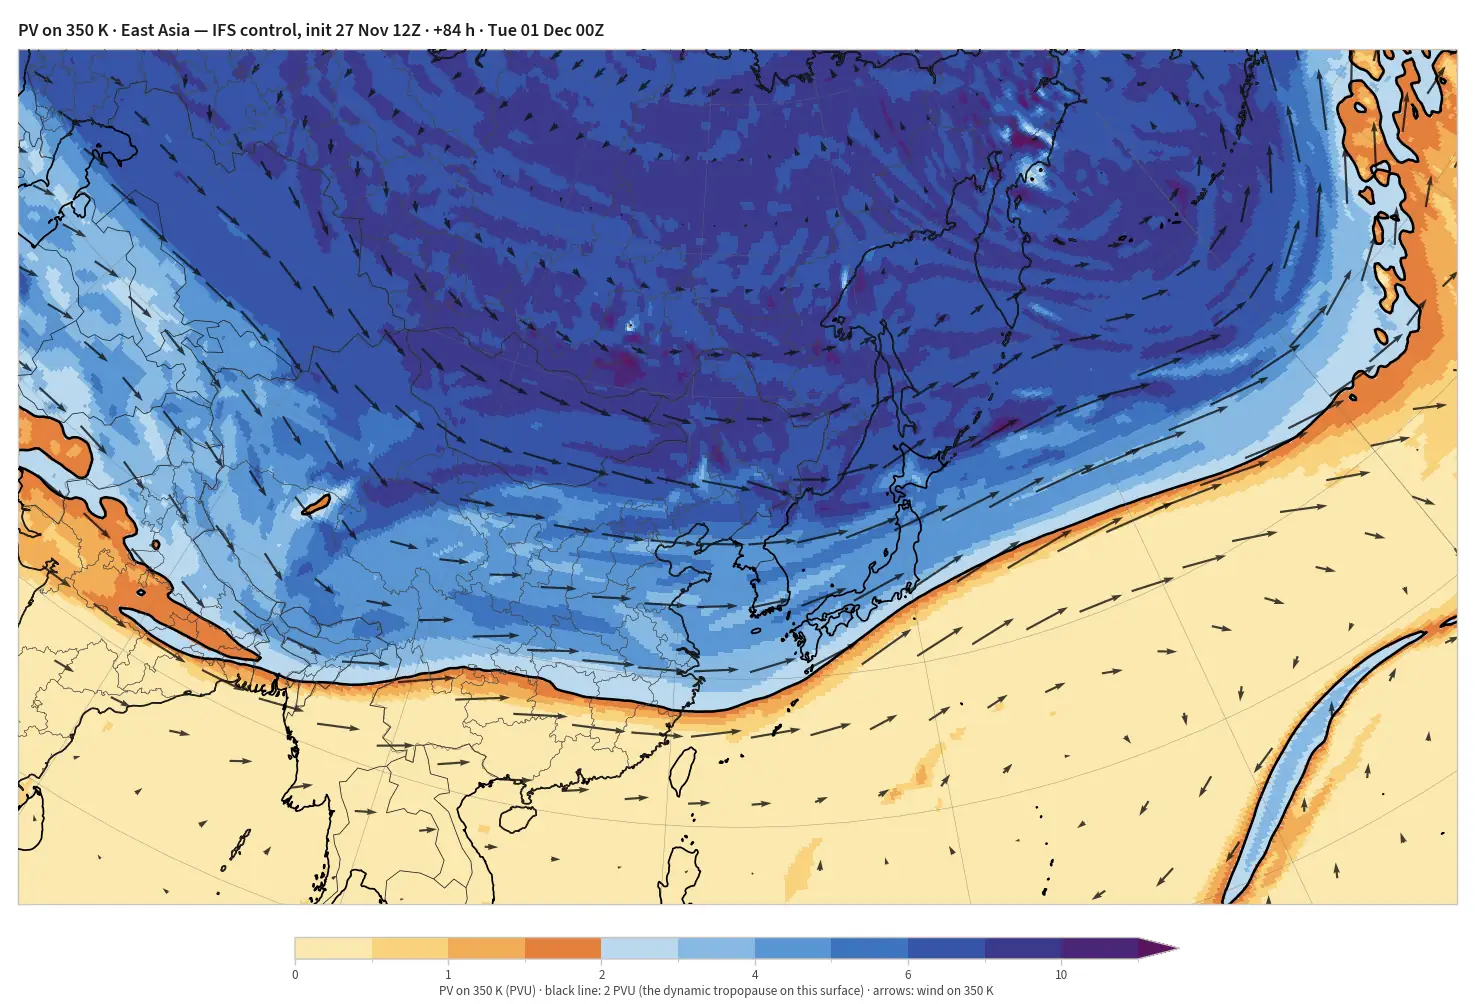 PV on 350 K · East Asia — IFS control, init 27 Nov 12Z · +84 h · Tue 01 Dec 00Z
0 1 2 4 6 10
PV on 350 K (PVU) · black line: 2 PVU (the dynamic tropopause on this surface) · arrows: wind on 350 K